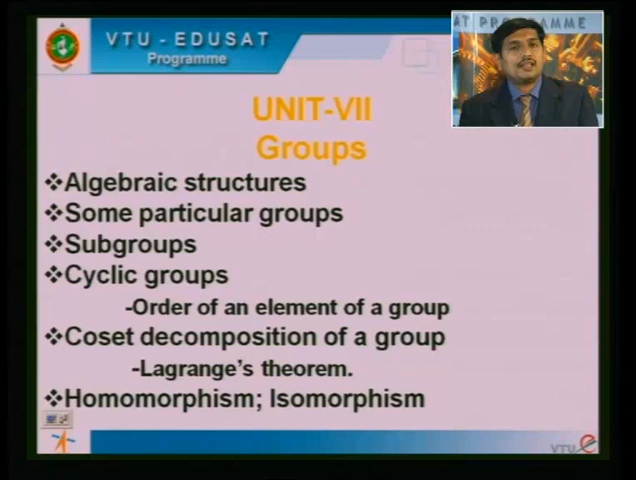 VTU - EDUSAT
Programme
AT PROGRAMME
UNIT-VII
Groups
❖Algebraic structures
❖Some particular groups
❖Subgroups
❖Cyclic groups
-Order of an element of a group
❖Coset decomposition of a group
-Lagrange's theorem.
❖Homomorphism; Isomorphism
VTU e